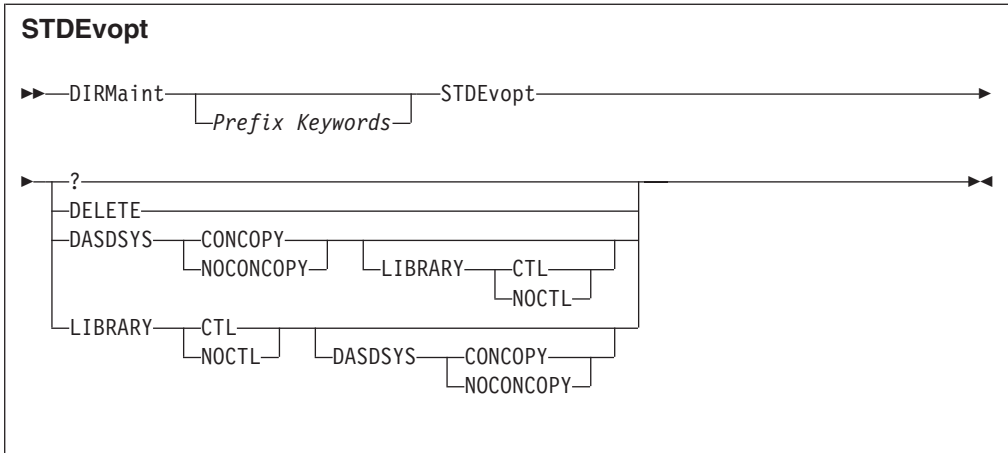 STDEvopt
DIRMaint STDEvopt
Prefix Keywords
?
DELETE
DASDSYS CONCOPY
NOCONCOPY LIBRARY CTL
NOCTL
LIBRARY CTL
NOCTL DASDSYS CONCOPY
NOCONCOPY